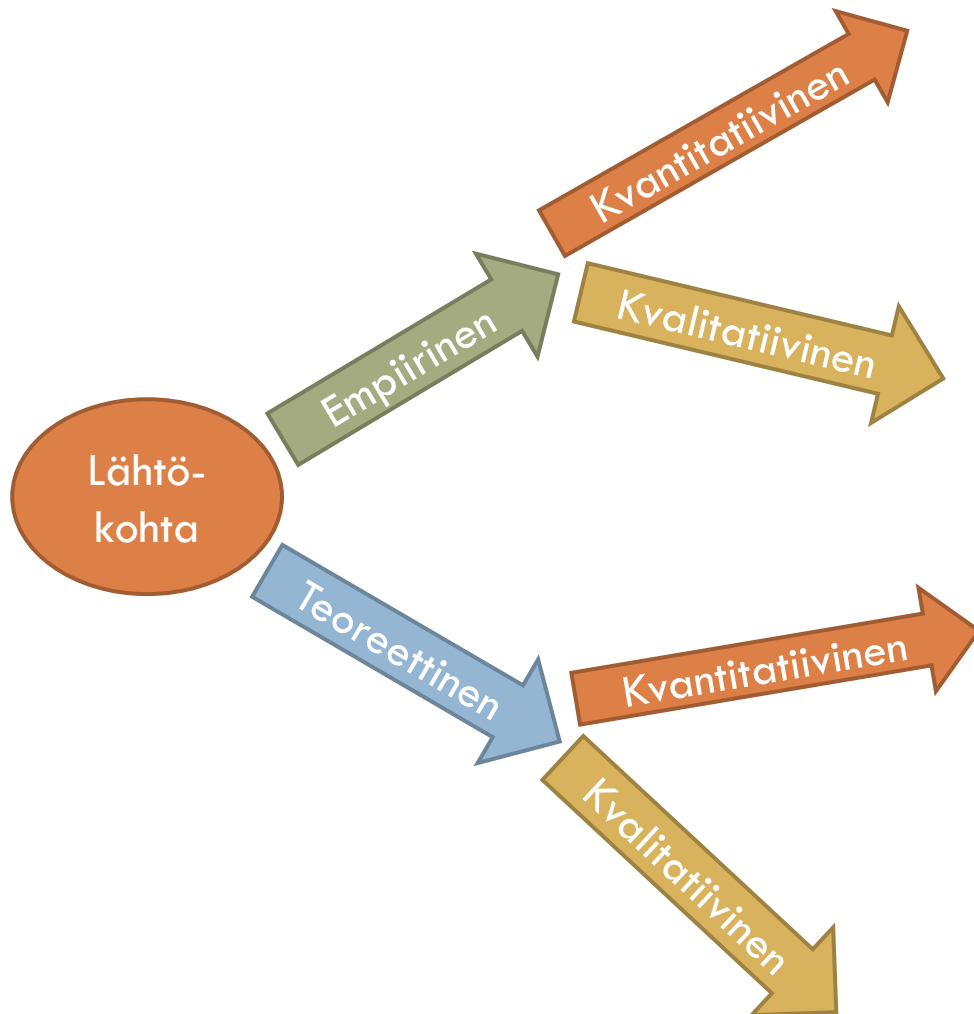 Kvantitatiivinen
Kvalitatiivinen
Empiirinen
Lähtö-
kohta
Teoreettinen
Kvantitatiivinen
Kvalitatiivinen